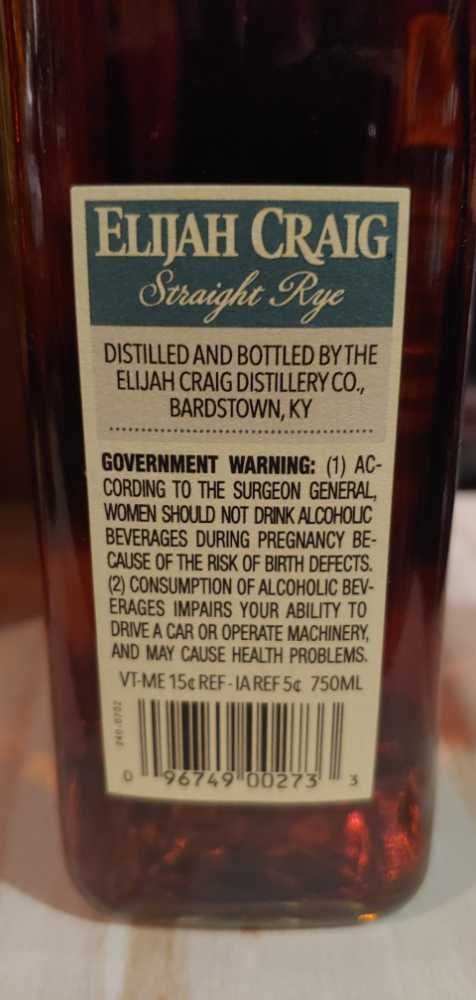 ELIJAH CRAIG
Straight Rye
DISTILLED AND BOTTLED BY THE
ELIJAH CRAIG DISTILLERY CO.,
BARDSTOWN, KY
GOVERNMENT WARNING: (1) AC-
CORDING TO THE SURGEON GENERAL,
WOMEN SHOULD NOT DRINK ALCOHOLIC
BEVERAGES DURING PREGNANCY BE-
CAUSE OF THE RISK OF BIRTH DEFECTS.
(2) CONSUMPTION OF ALCOHOLIC BEV-
ERAGES IMPAIRS YOUR ABILITY TO
DRIVE A CAR OR OPERATE MACHINERY,
AND MAY CAUSE HEALTH PROBLEMS.
VT-ME 15¢ REF - IA REF 5¢ 750ML
0 96749 00273 3